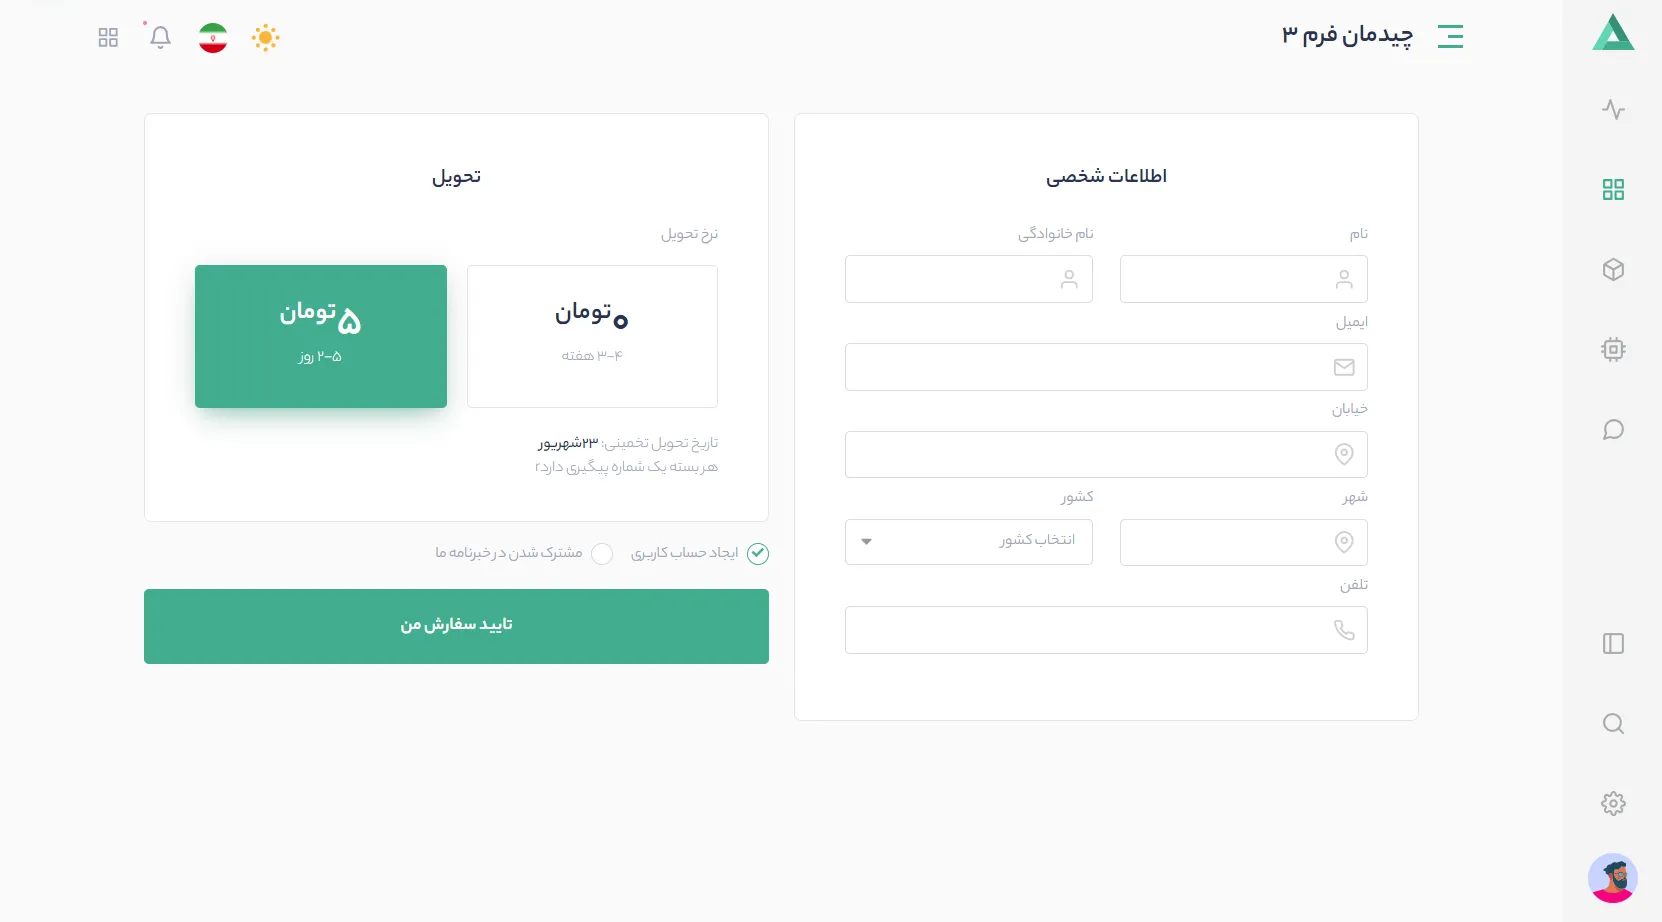 چیدمان فرم ۳
اطلاعات شخصی
نام
نام خانوادگی
ایمیل
خیابان
شهر
کشور
انتخاب کشور
تلفن
تحویل
نرخ تحویل
۰تومان
۳-۴ هفته
۵تومان
۲-۵ روز
تاریخ تحویل تخمینی: ۲۳شهریور
هر بسته یک شماره پیگیری داردr
ایجاد حساب کاربری
مشترک شدن در خبرنامه ما
تایید سفارش من